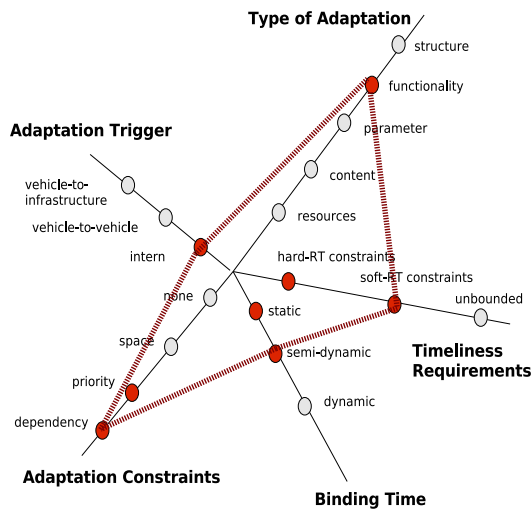 Type of Adaptation
structure
functionality
Adaptation Trigger
parameter
vehicle-to-
infrastructure
content
vehicle-to-vehicle
resources
intern
hard-RT constraints
soft-RT constraints
none
unbounded
static
space
semi-dynamic
Timeliness
Requirements
priority
dynamic
dependency
Adaptation Constraints
Binding Time